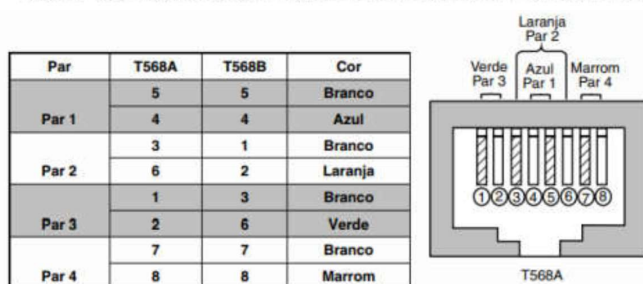 Par T568A T568B Cor
5 5 Branco
Par 1 4 4 Azul
3 1 Branco
Par 2 6 2 Laranja
1 3 Branco
Par 3 2 6 Verde
7 7 Branco
Par 4 8 8 Marrom
Laranja
Par 2
Verde Azul Marrom
Par 3 Par 1 Par 4
1 2 3 4 5 6 7 8
T568A